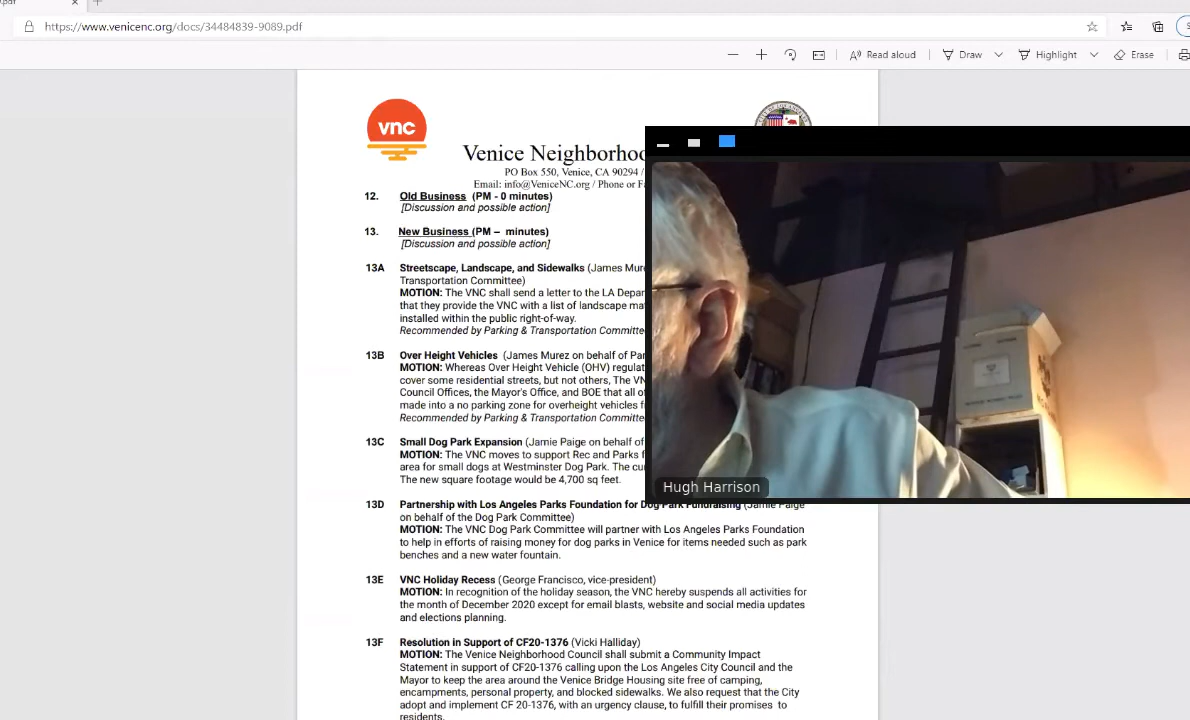 .pdf
https://www.venicenc.org/docs/34484839-9089.pdf
Read aloud
Draw
Highlight
Erase
vnc
Venice Neighborhoo
PO Box 550, Venice, CA 90294 /
Email: info@VeniceNC.org / Phone or Fa
12. Old Business (PM - 0 minutes)
[Discussion and possible action]
13. New Business (PM – minutes)
[Discussion and possible action]
13A Streetscape, Landscape, and Sidewalks (James Mure
Transportation Committee)
MOTION: The VNC shall send a letter to the LA Depar
that they provide the VNC with a list of landscape ma
installed within the public right-of-way.
Recommended by Parking & Transportation Committe
13B Over Height Vehicles (James Murez on behalf of Par
MOTION: Whereas Over Height Vehicle (OHV) regulat
cover some residential streets, but not others, The VN
Council Offices, the Mayor's Office, and BOE that all of
made into a no parking zone for overheight vehicles f
Recommended by Parking & Transportation Committe
13C Small Dog Park Expansion (Jamie Paige on behalf of
MOTION: The VNC moves to support Rec and Parks f
area for small dogs at Westminster Dog Park. The cu
The new square footage would be 4,700 sq feet.
Hugh Harrison
13D Partnership with Los Angeles Parks Foundation for Dog Park Fundraising (Jamie Paige
on behalf of the Dog Park Committee)
MOTION: The VNC Dog Park Committee will partner with Los Angeles Parks Foundation
to help in efforts of raising money for dog parks in Venice for items needed such as park
benches and a new water fountain.
13E VNC Holiday Recess (George Francisco, vice-president)
MOTION: In recognition of the holiday season, the VNC hereby suspends all activities for
the month of December 2020 except for email blasts, website and social media updates
and elections planning.
13F Resolution in Support of CF20-1376 (Vicki Halliday)
MOTION: The Venice Neighborhood Council shall submit a Community Impact
Statement in support of CF20-1376 calling upon the Los Angeles City Council and the
Mayor to keep the area around the Venice Bridge Housing site free of camping,
encampments, personal property, and blocked sidewalks. We also request that the City
adopt and implement CF 20-1376, with an urgency clause, to fulfill their promises to
residents.